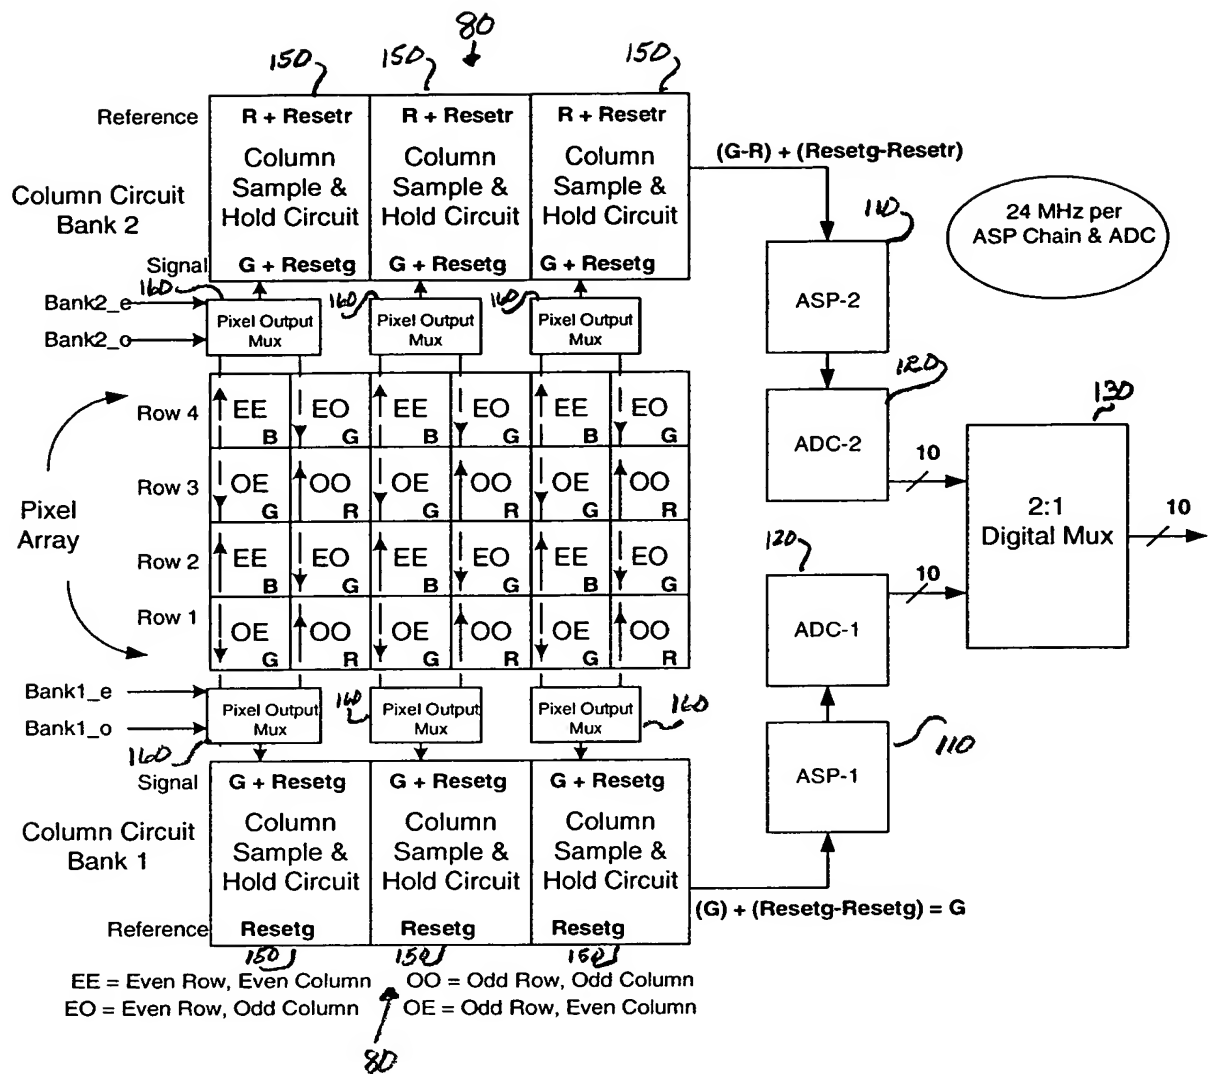 80
150 150 150
Reference R + Resetr R + Resetr R + Resetr
Column Sample & Hold Circuit
Column Sample & Hold Circuit
Column Sample & Hold Circuit
Column Circuit Bank 2
Signal G + Resetg G + Resetg G + Resetg
(G-R) + (Resetg-Resetr)
110
24 MHz per
ASP Chain & ADC
ASP-2
160 160 160
Bank2_e
Bank2_o
Pixel Output Mux
Pixel Output Mux
Pixel Output Mux
120
ADC-2
10
130
2:1
Digital Mux
10
Pixel Array
Row 4 EE B EO G EE B EO G EE B EO G
Row 3 OE G OO R OE G OO R OE G OO R
Row 2 EE B EO G EE B EO G EE B EO G
Row 1 OE G OO R OE G OO R OE G OO R
120
ADC-1
10
Bank1_e
Bank1_o
160 160 160
Pixel Output Mux
Pixel Output Mux
Pixel Output Mux
ASP-1
110
Signal G + Resetg G + Resetg G + Resetg
Column Circuit Bank 1
Column Sample & Hold Circuit
Column Sample & Hold Circuit
Column Sample & Hold Circuit
Reference Resetg Resetg Resetg
(G) + (Resetg-Resetg) = G
150 150 150
EE = Even Row, Even Column OO = Odd Row, Odd Column
EO = Even Row, Odd Column OE = Odd Row, Even Column
80